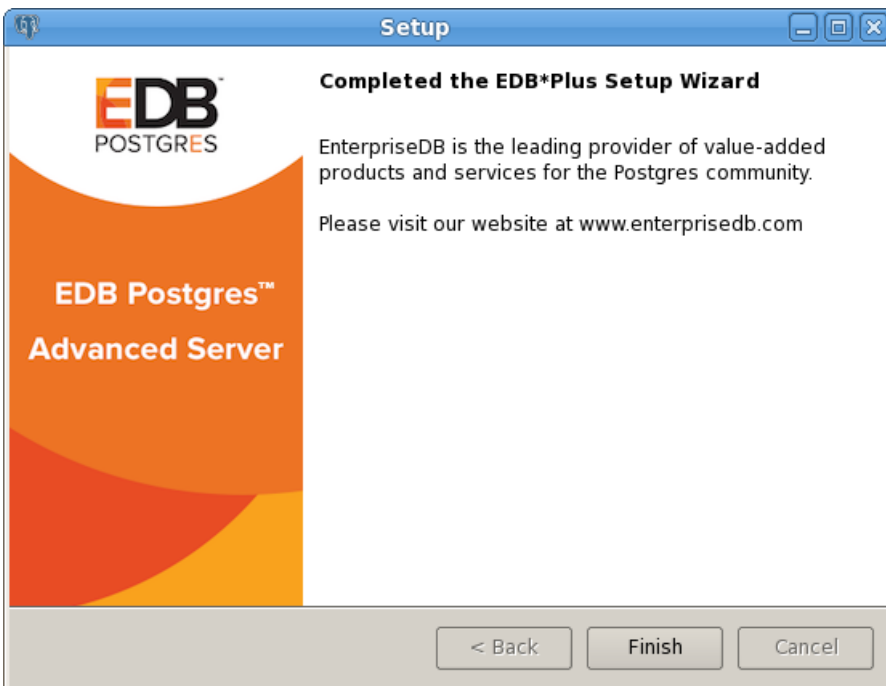 Setup
EDB™
POSTGRES
EDB Postgres™
Advanced Server
Completed the EDB*Plus Setup Wizard
EnterpriseDB is the leading provider of value-added
products and services for the Postgres community.
Please visit our website at www.enterprisedb.com
< Back
Finish
Cancel